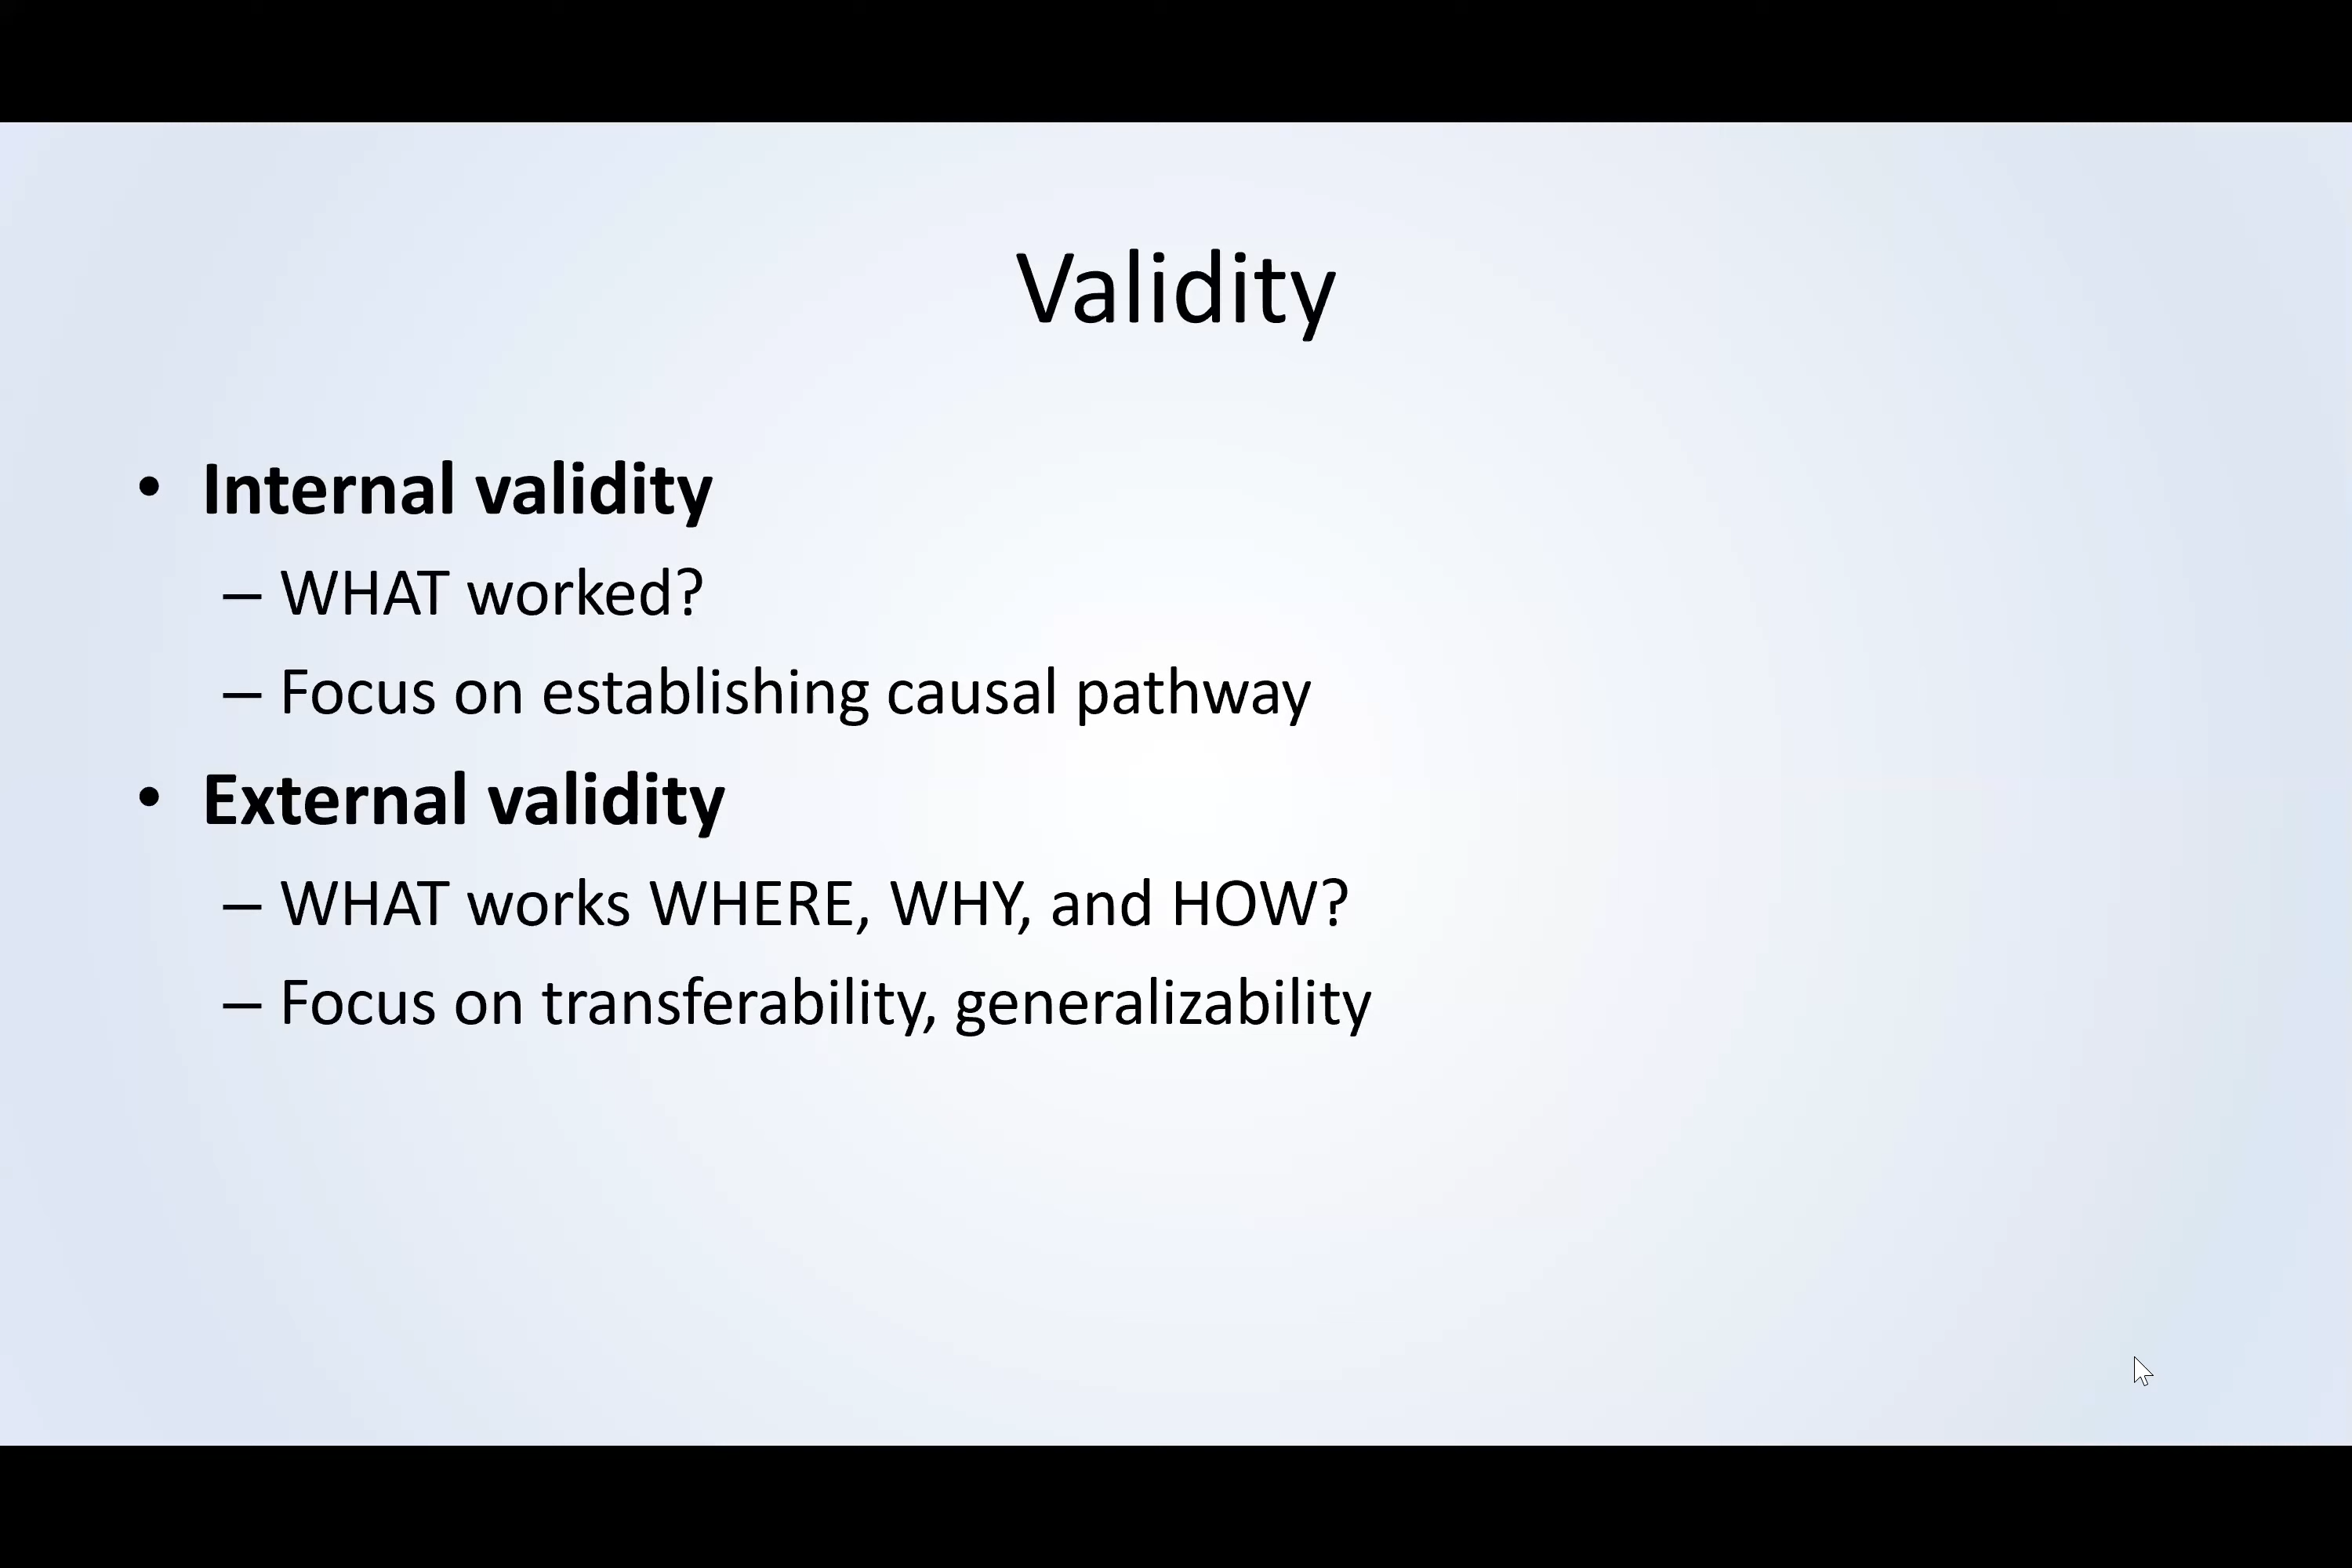 Validity
• Internal validity
– WHAT worked?
– Focus on establishing causal pathway
• External validity
– WHAT works WHERE, WHY, and HOW?
– Focus on transferability, generalizability